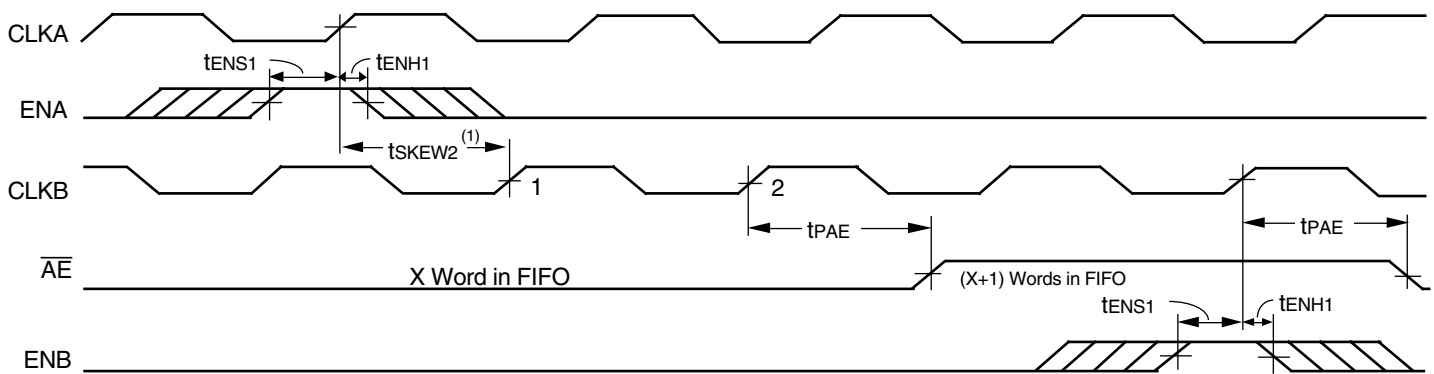 CLKA
tENS1 tENH1
ENA
tSKEW2 (1)
CLKB 1 2
tPAE tPAE
AE X Word in FIFO (X+1) Words in FIFO
tENS1 tENH1
ENB